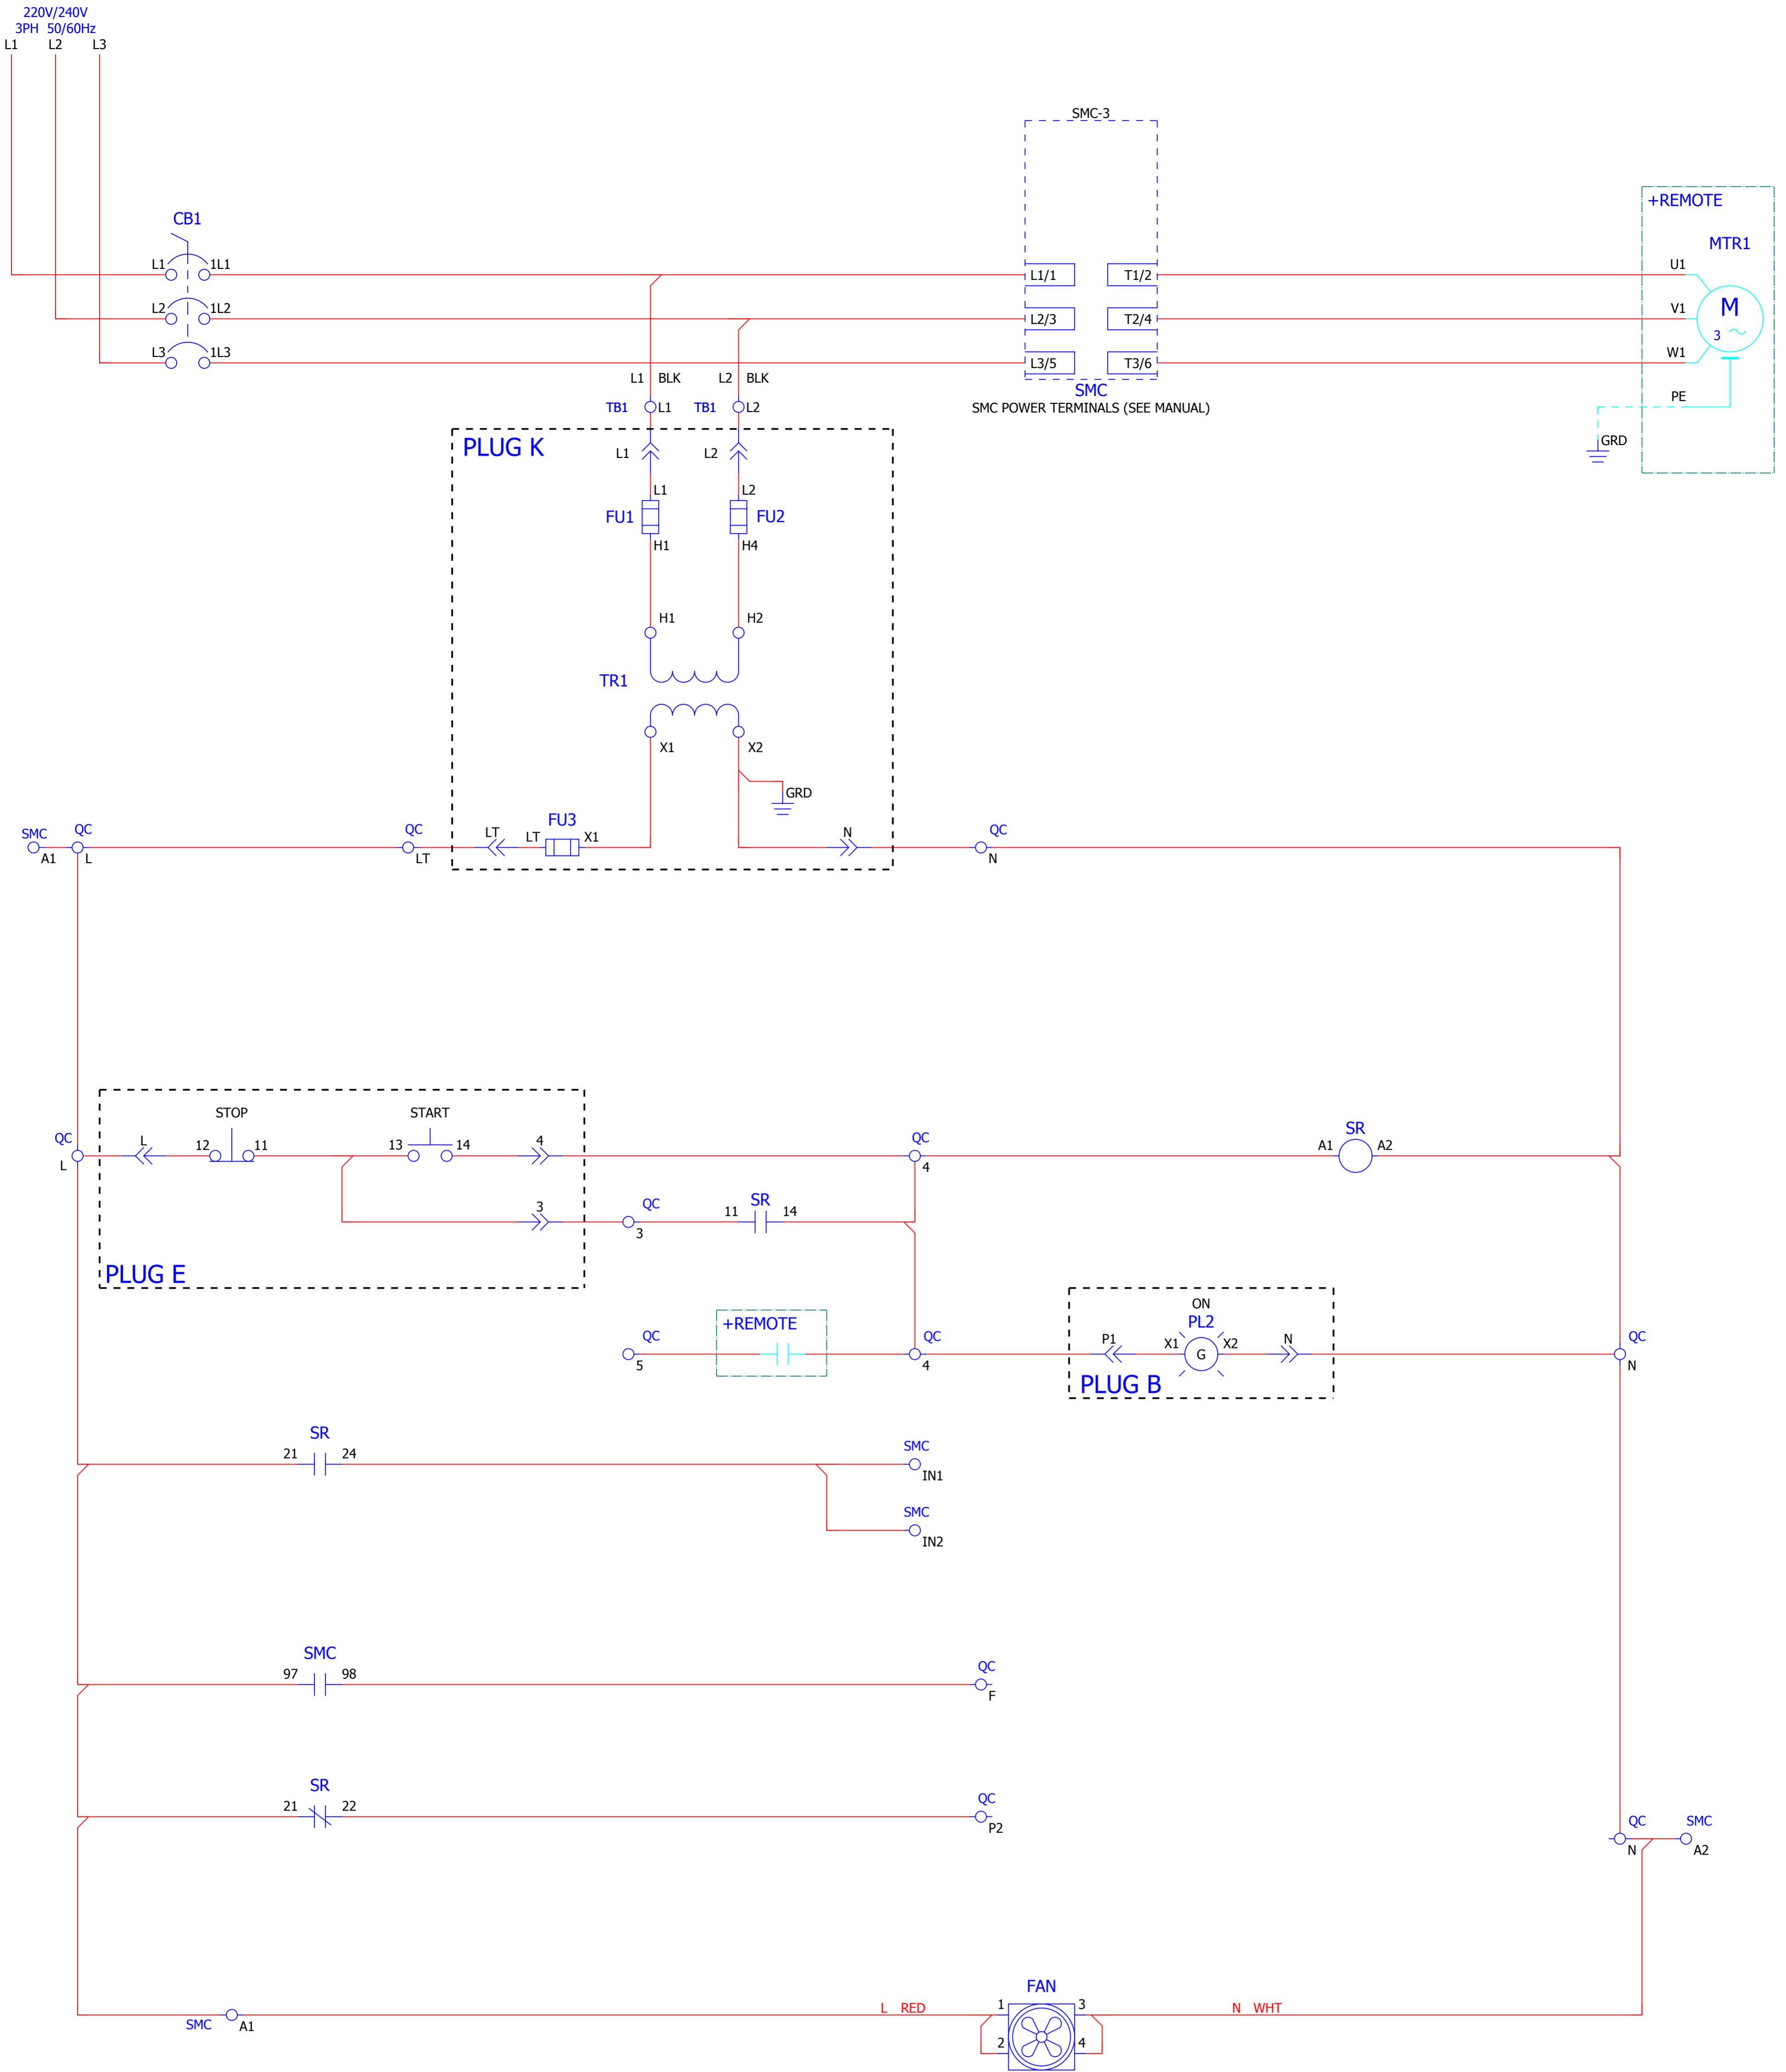 220V/240V
3PH 50/60Hz
L1 L2 L3
SMC-3
+REMOTE
CB1
MTR1
L1 1L1 L1/1 T1/2 U1
L2 1L2 L2/3 T2/4 V1 M
3
L3 1L3 L3/5 T3/6 W1
L1 BLK L2 BLK
SMC
PE
TB1 L1 TB1 L2
SMC POWER TERMINALS (SEE MANUAL)
GRD
PLUG K
L1 L2
L1 L2
FU1 FU2
H1 H4
H1 H2
TR1
X1 X2
GRD
FU3
SMC QC QC LT LT X1 N QC
A1 L LT N
STOP START
QC L 12 11 13 14 4 QC SR
A1 A2
L 4
3 QC 11 SR 14
3
PLUG E
ON
+REMOTE
PL2
QC QC P1 X1 X2 N QC
G
5 4 N
PLUG B
SR
21 24
SMC
IN1
SMC
IN2
SMC
97 98
QC
F
SR
21 22
QC
P2
QC SMC
N A2
FAN
L RED 1 3 N WHT
SMC A1
2 4